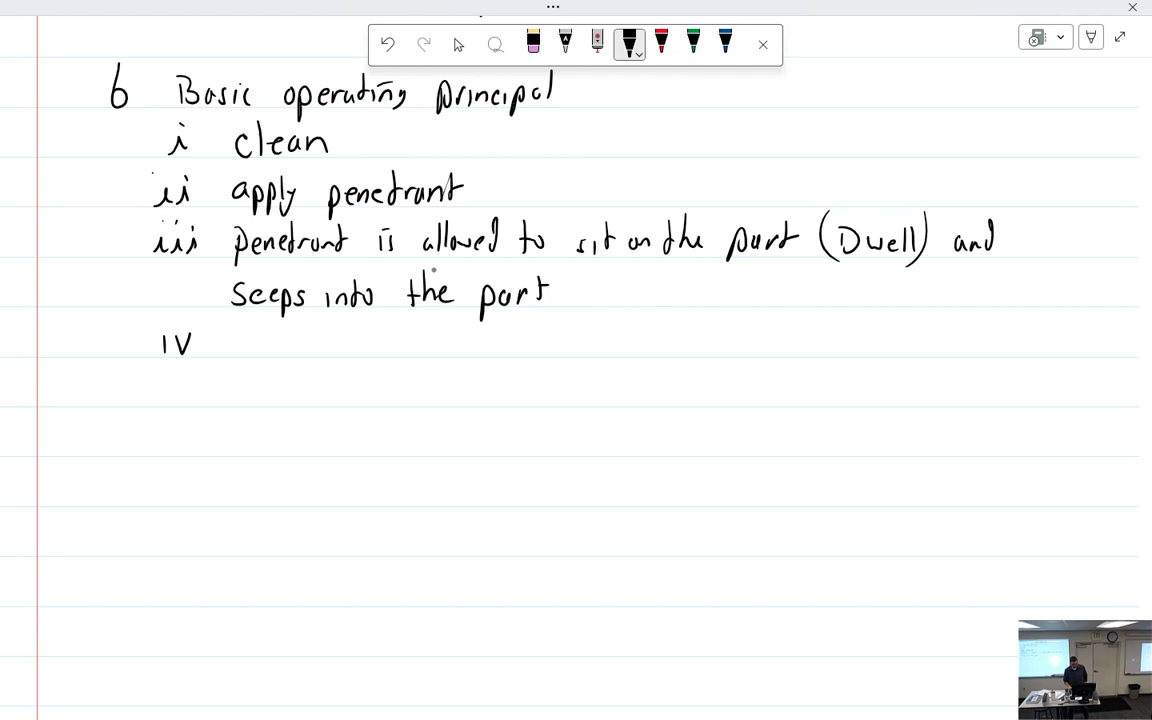 6 Basic operating principal
i clean
ii apply penetrant
iii penetrant is allowed to sit on the part (Dwell) and
seeps into the part
iv